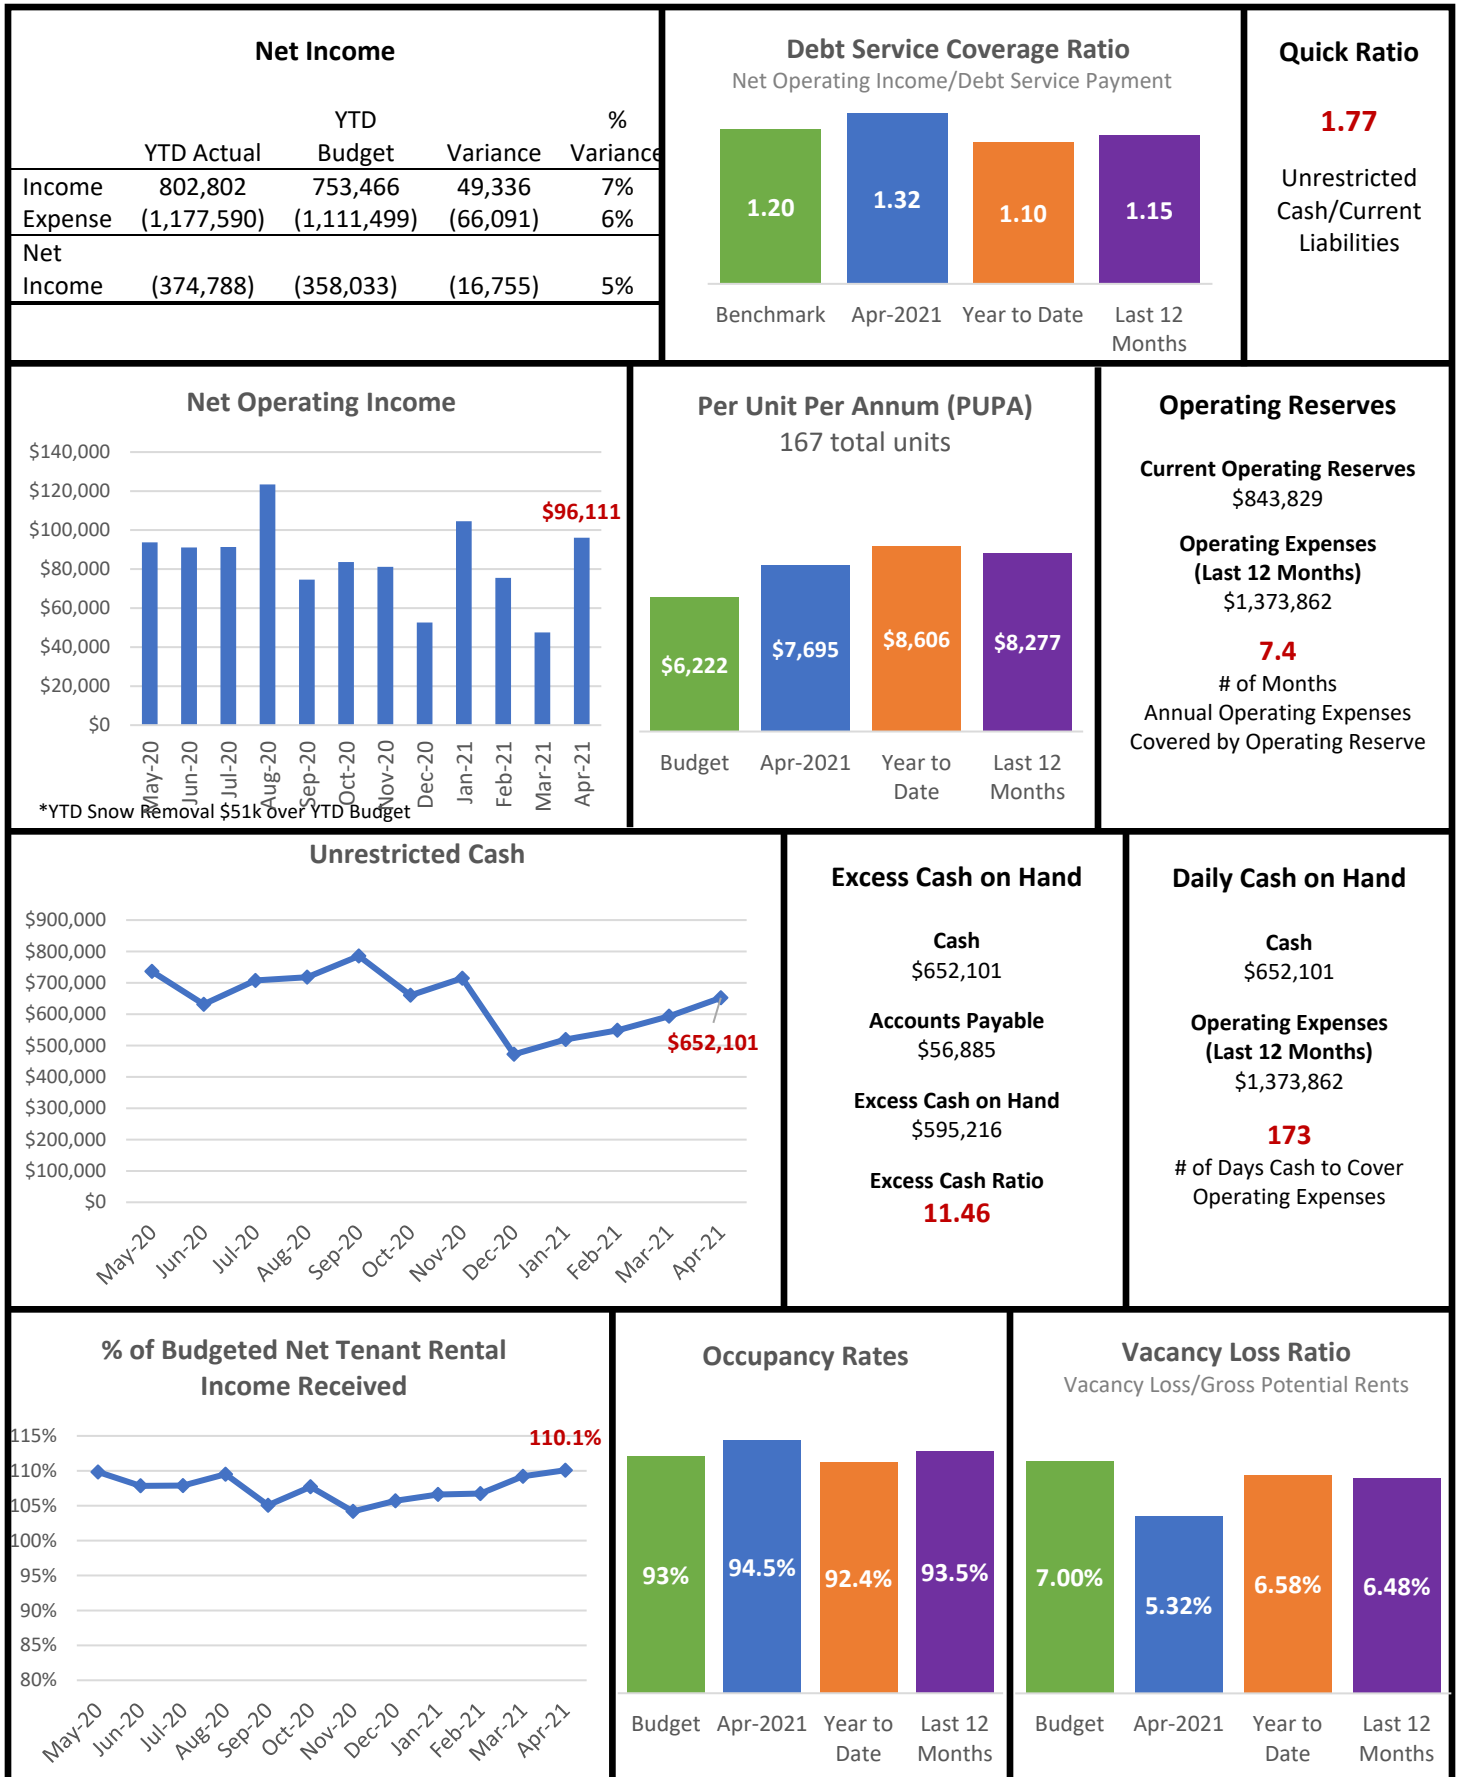 Net Income
YTD Actual YTD Budget Variance % Variance
Income 802,802 753,466 49,336 7%
Expense (1,177,590) (1,111,499) (66,091) 6%
Net
Income (374,788) (358,033) (16,755) 5%
Debt Service Coverage Ratio
Net Operating Income/Debt Service Payment
1.20 1.32 1.10 1.15
Benchmark Apr-2021 Year to Date Last 12
Months
Quick Ratio
1.77
Unrestricted
Cash/Current
Liabilities
Net Operating Income
$140,000
$120,000
$100,000
$80,000
$60,000
$40,000
$20,000
$0
$96,111
May-20 Jun-20 Jul-20 Aug-20 Sep-20 Oct-20 Nov-20 Dec-20 Jan-21 Feb-21 Mar-21 Apr-21
*YTD Snow Removal $51k over YTD Budget
Per Unit Per Annum (PUPA)
167 total units
$6,222 $7,695 $8,606 $8,277
Budget Apr-2021 Year to Last 12
Date Months
Operating Reserves
Current Operating Reserves
$843,829
Operating Expenses
(Last 12 Months)
$1,373,862
7.4
# of Months
Annual Operating Expenses
Covered by Operating Reserve
Unrestricted Cash
$900,000
$800,000
$700,000
$600,000
$500,000
$400,000
$300,000
$200,000
$100,000
$0
$652,101
May-20 Jun-20 Jul-20 Aug-20 Sep-20 Oct-20 Nov-20 Dec-20 Jan-21 Feb-21 Mar-21 Apr-21
Excess Cash on Hand
Cash
$652,101
Accounts Payable
$56,885
Excess Cash on Hand
$595,216
Excess Cash Ratio
11.46
Daily Cash on Hand
Cash
$652,101
Operating Expenses
(Last 12 Months)
$1,373,862
173
# of Days Cash to Cover
Operating Expenses
% of Budgeted Net Tenant Rental
Income Received
115%
110%
105%
100%
95%
90%
85%
80%
110.1%
May-20 Jun-20 Jul-20 Aug-20 Sep-20 Oct-20 Nov-20 Dec-20 Jan-21 Feb-21 Mar-21 Apr-21
Occupancy Rates
93% 94.5% 92.4% 93.5%
Budget Apr-2021 Year to Last 12
Date Months
Vacancy Loss Ratio
Vacancy Loss/Gross Potential Rents
7.00% 5.32% 6.58% 6.48%
Budget Apr-2021 Year to Last 12
Date Months